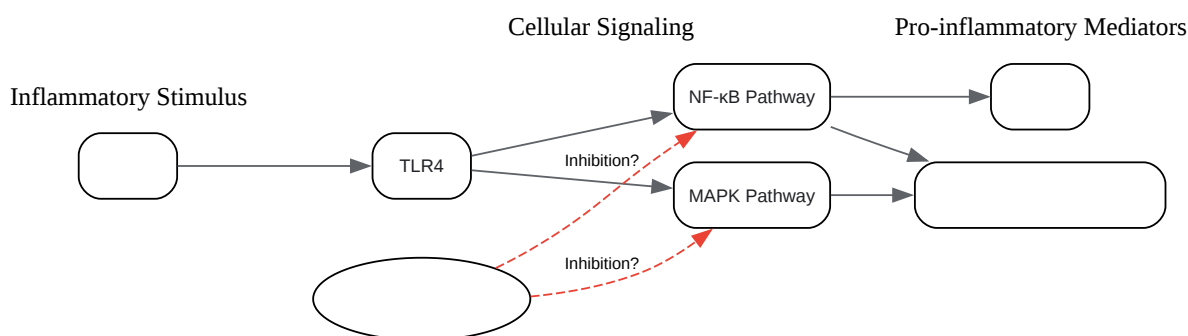 Cellular Signaling
Pro-inflammatory Mediators
Inflammatory Stimulus
NF-κB Pathway
TLR4
Inhibition?
MAPK Pathway
Inhibition?